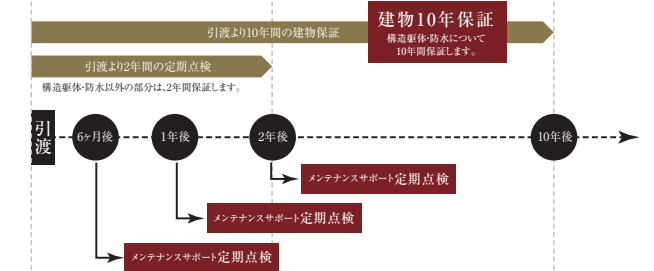 引渡より10年間の建物保証
建物10年保証
構造躯体・防水について
10年間保証します。
引渡より2年間の定期点検
構造躯体・防水以外の部分は、2年間保証します。
引渡
6ヶ月後
1年後
2年後
10年後
メンテナンスサポート定期点検
メンテナンスサポート定期点検
メンテナンスサポート定期点検